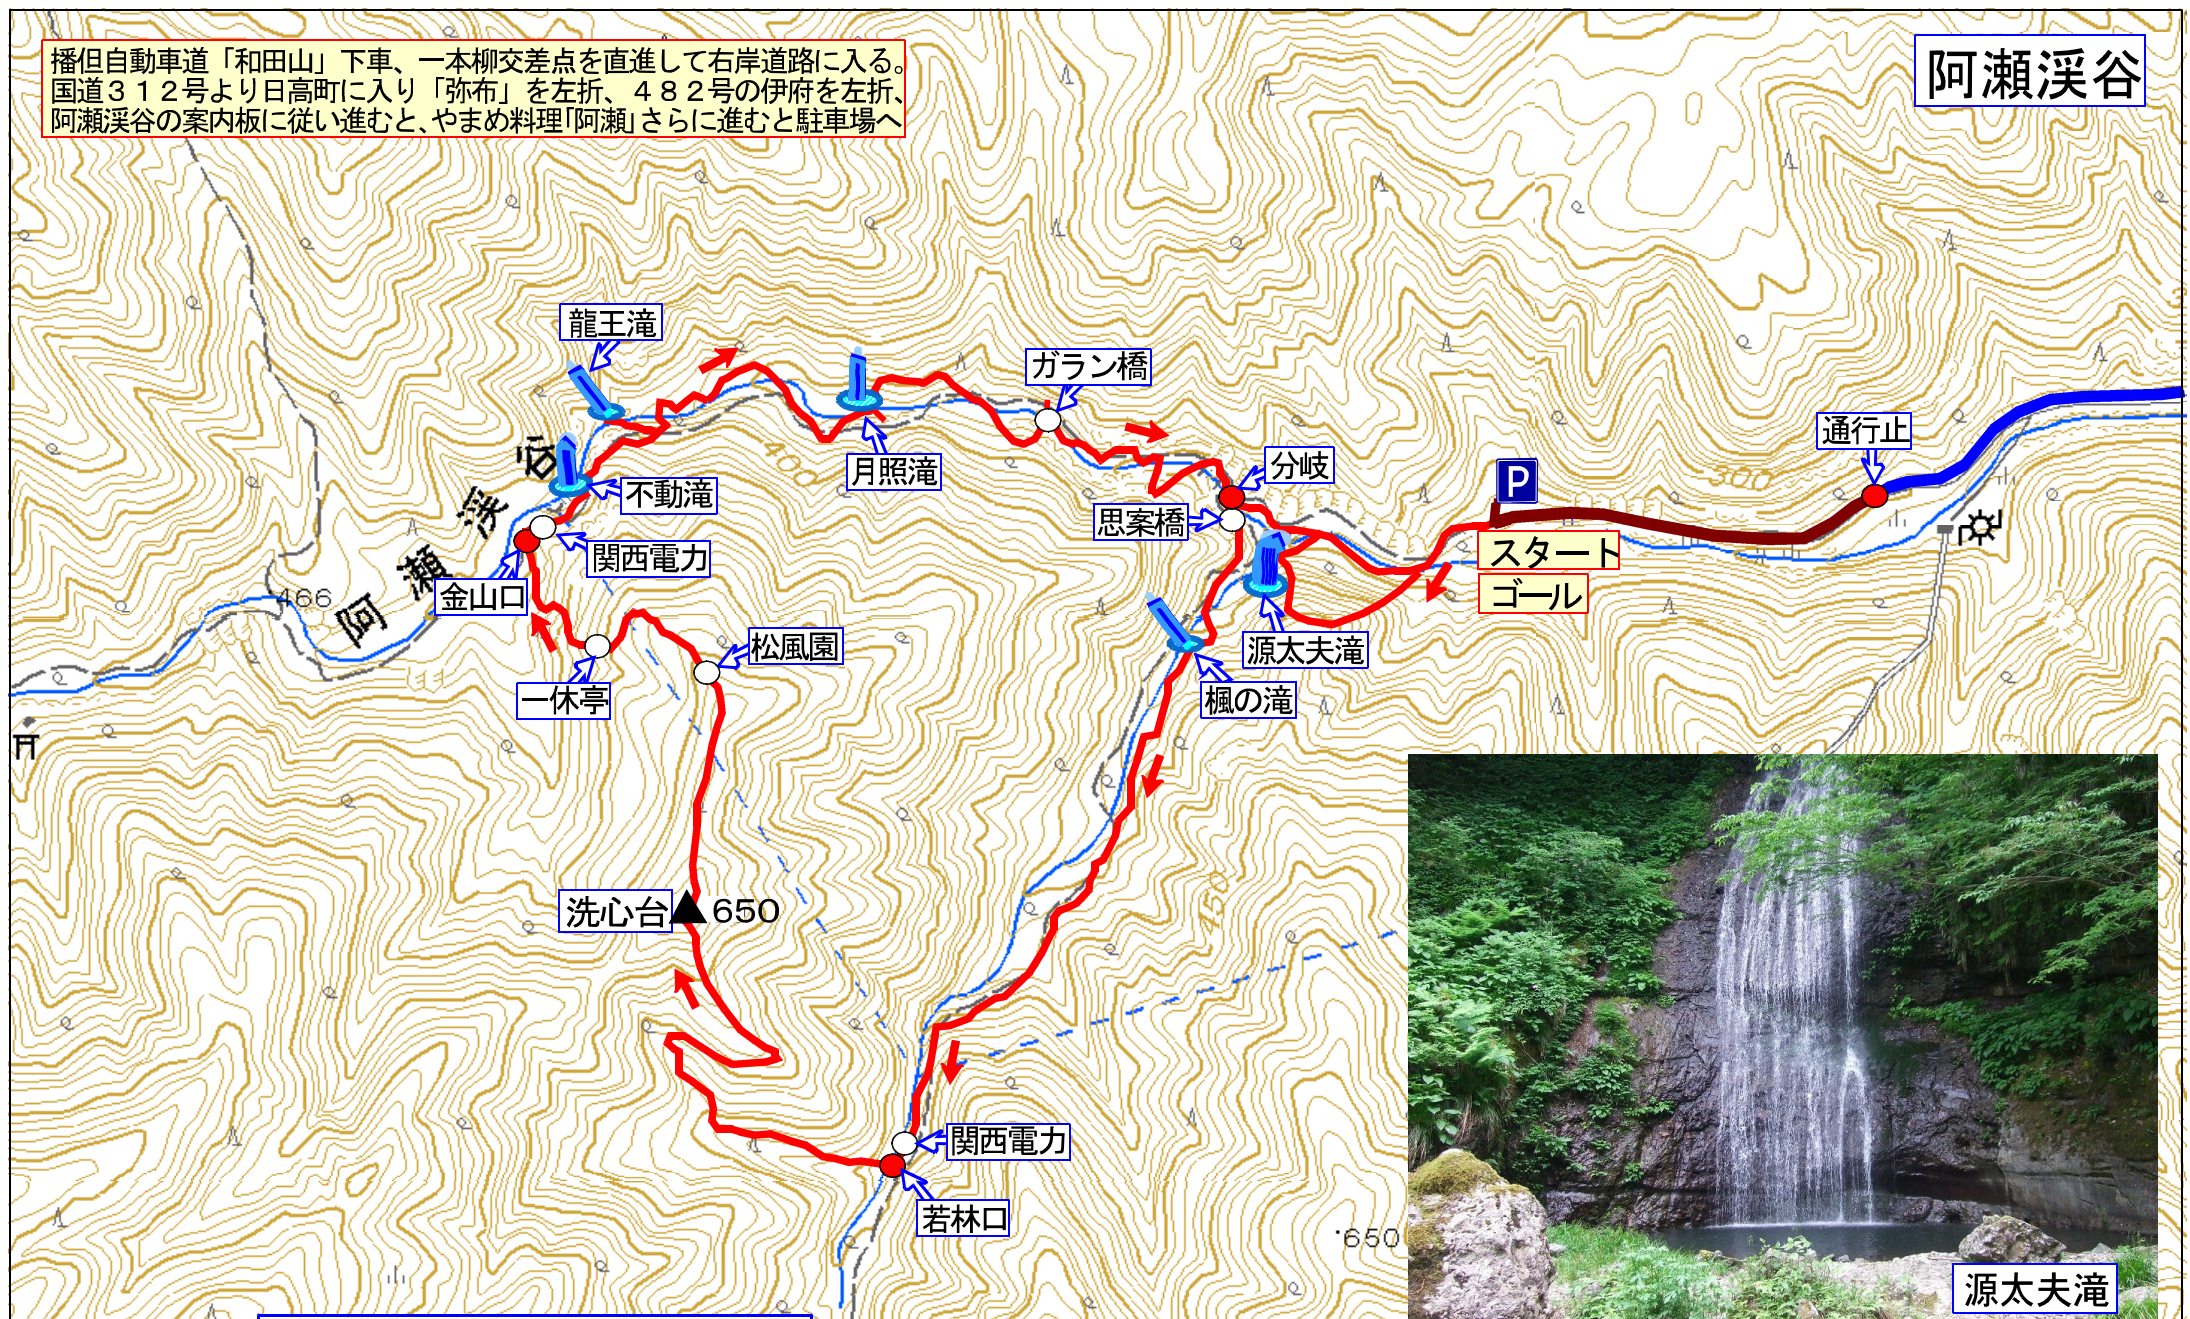 播但自動車道「和田山」下車、一本柳交差点を直進して右岸道路に入る。
国道３１２号より日高町に入り「弥布」を左折、４８２号の伊府を左折、
阿瀬渓谷の案内板に従い進むと、やまめ料理「阿瀬」さらに進むと駐車場へ
阿瀬渓谷
龍王滝
ガラン橋
通行止
分岐
月照滝
400
300
P
不動滝
思案橋
阿瀬渓谷
関西電力
スタート
ゴール
金山口
466
松風園
源太夫滝
一休亭
楓の滝
洗心台
650
450
関西電力
若林口
650
源太夫滝